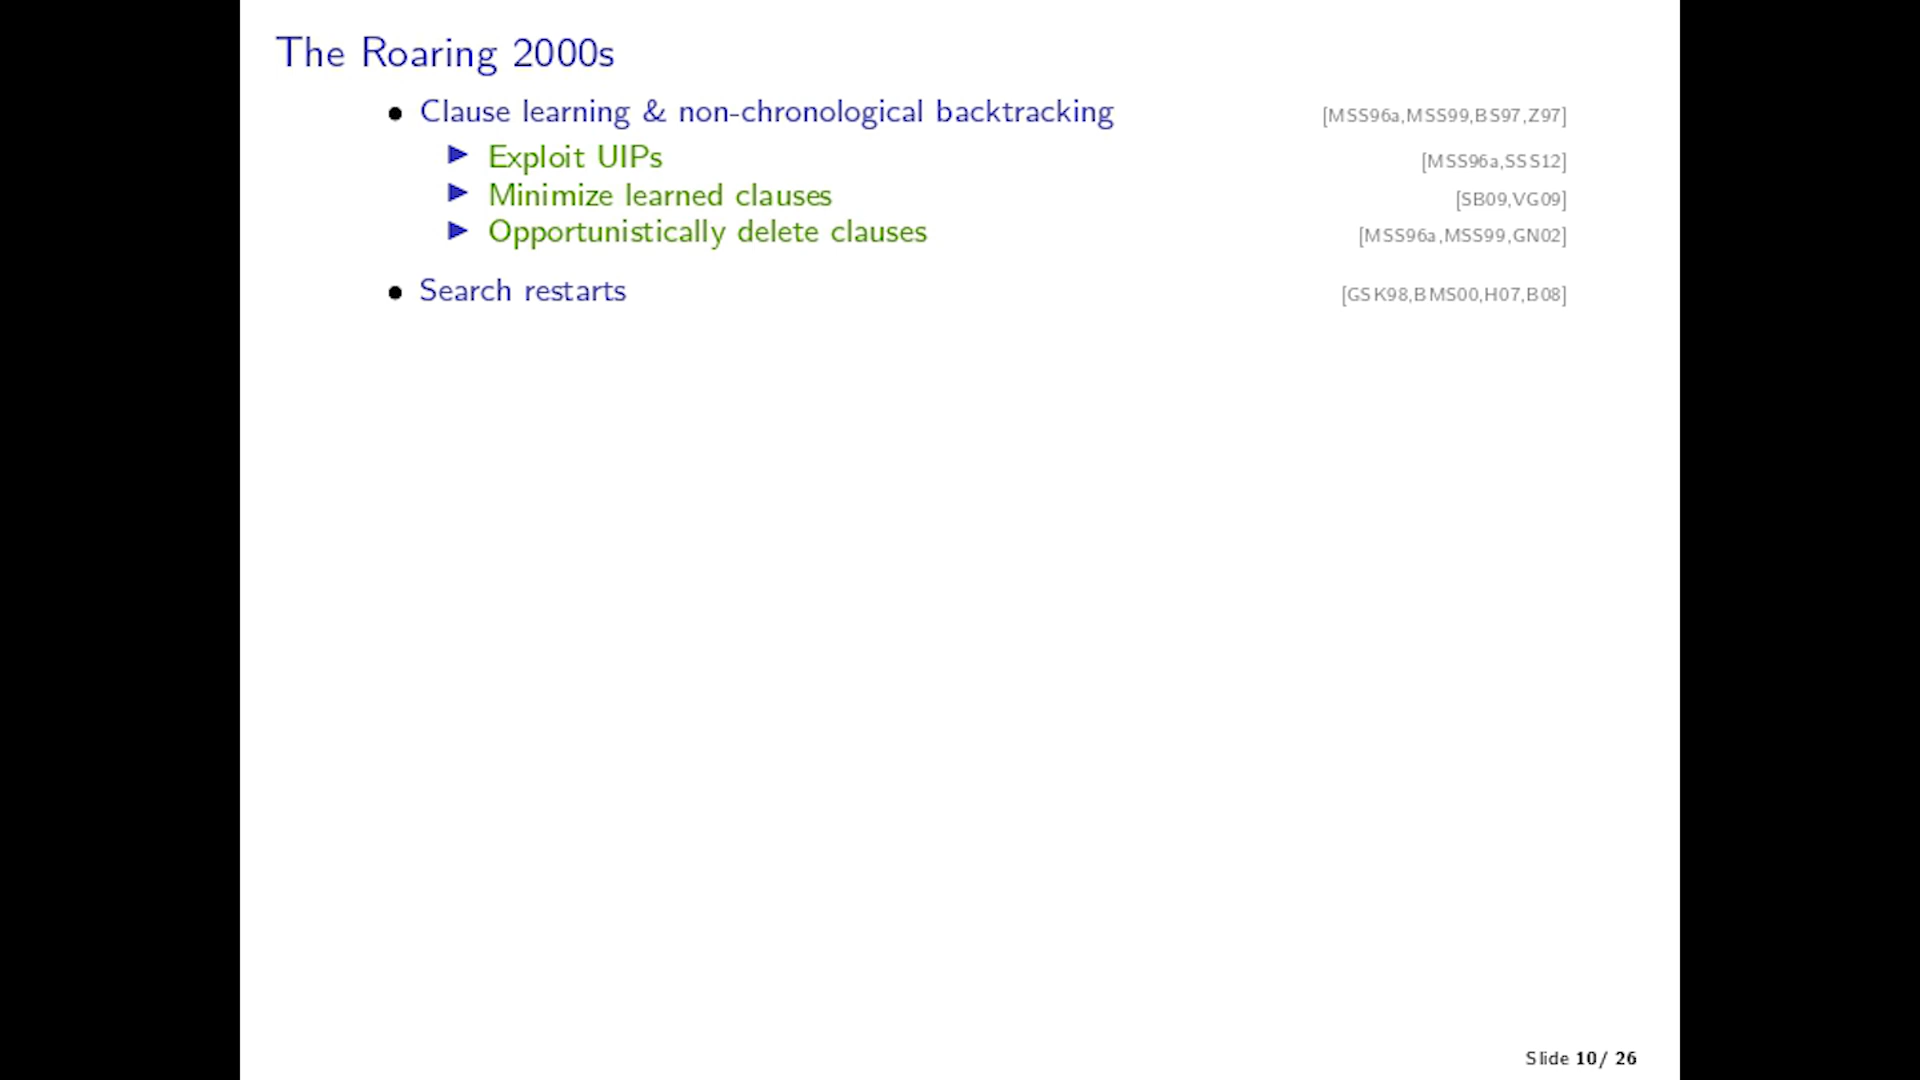 The Roaring 2000s
• Clause learning & non-chronological backtracking [MSS96a,MSS99,BS97,Z97]
▶ Exploit UIPs [MSS96a,SSS12]
▶ Minimize learned clauses [SB09,VG09]
▶ Opportunistically delete clauses [MSS96a,MSS99,GN02]
• Search restarts [GSK98,BMS00,H07,B08]
Slide 10/ 26